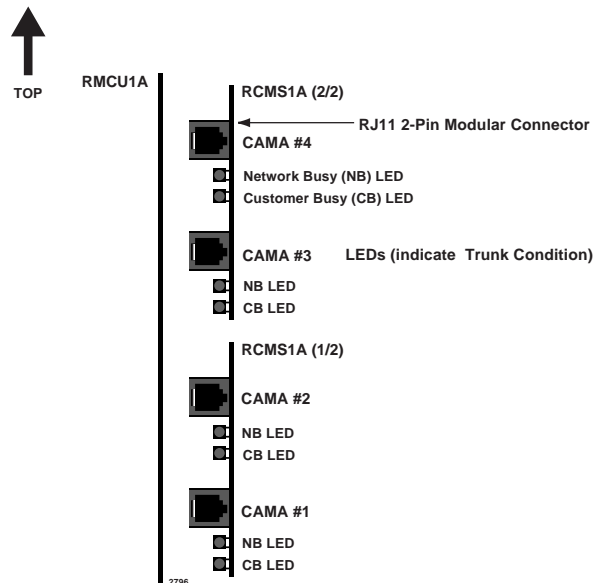 TOP
RMCU1A
RCMS1A (2/2)
RJ11 2-Pin Modular Connector
CAMA #4
Network Busy (NB) LED
Customer Busy (CB) LED
CAMA #3 LEDs (indicate Trunk Condition)
NB LED
CB LED
RCMS1A (1/2)
CAMA #2
NB LED
CB LED
CAMA #1
NB LED
CB LED
2796